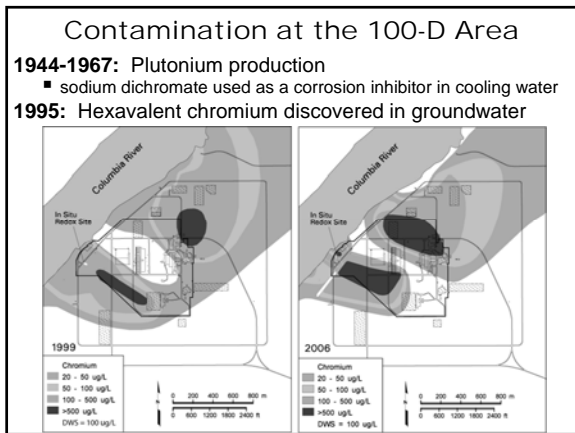 Contamination at the 100-D Area
1944-1967: Plutonium production
▪ sodium dichromate used as a corrosion inhibitor in cooling water
1995: Hexavalent chromium discovered in groundwater
Columbia River
In Situ
Redox Site
1999
Chromium
20 - 50 ug/L
50 - 100 ug/L
100 - 500 ug/L
>500 ug/L
DWS = 100 ug/L
0 200 400 600 800 m
0 600 1200 1800 2400 ft
Columbia River
In Situ
Redox Site
2006
Chromium
20 - 50 ug/L
50 - 100 ug/L
100 - 500 ug/L
>500 ug/L
DWS = 100 ug/L
0 200 400 600 800 m
0 600 1200 1800 2400 ft